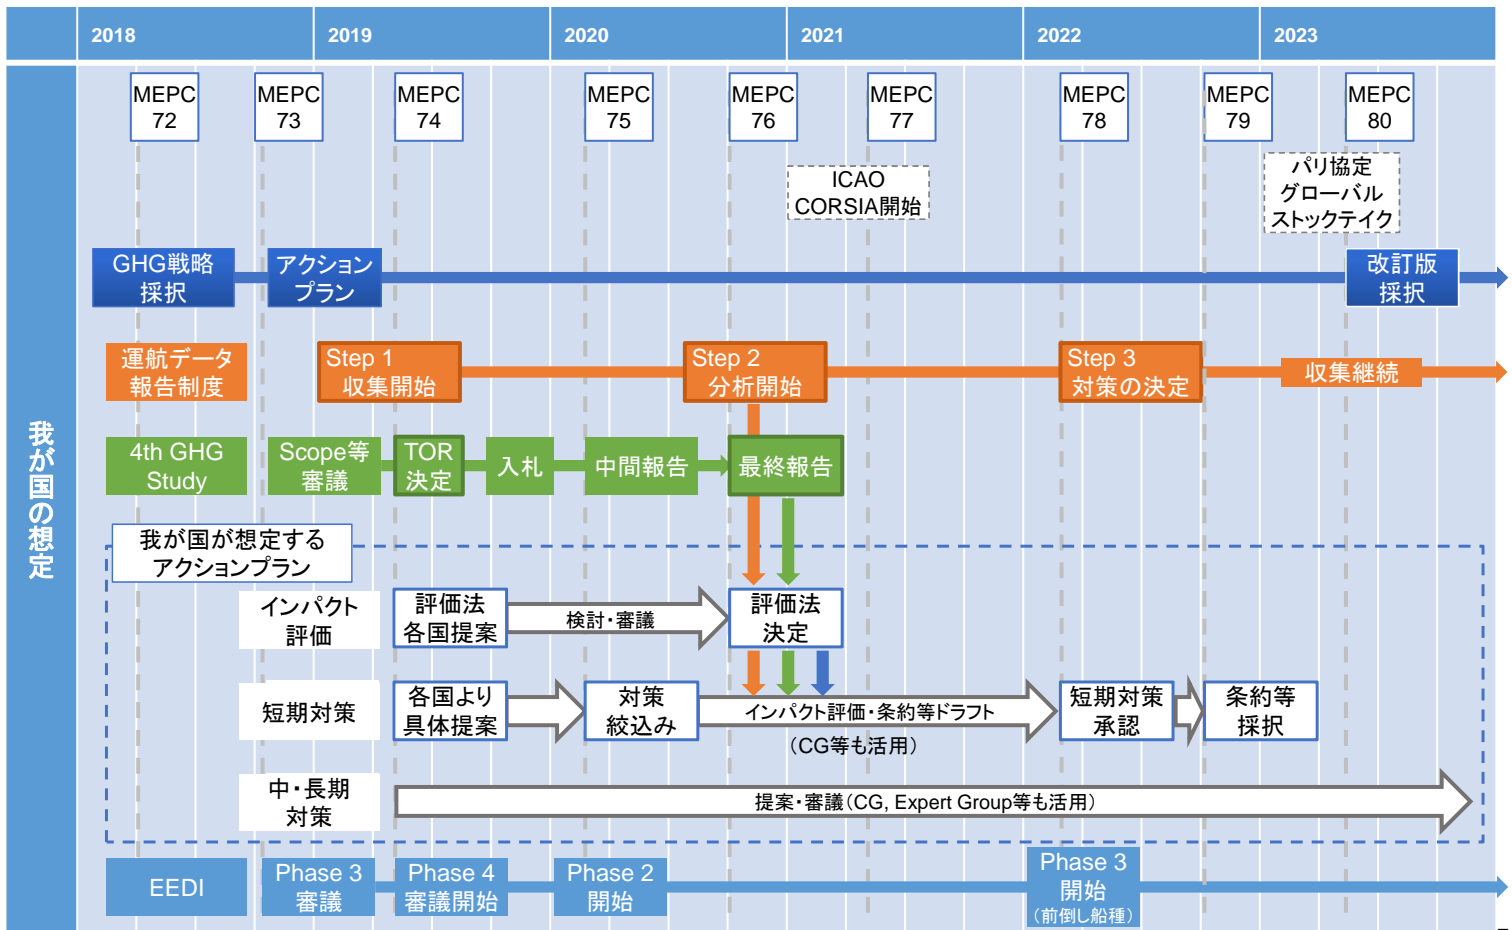 2018
2019
2020
2021
2022
2023
我が国の想定
MEPC
72
MEPC
73
MEPC
74
MEPC
75
MEPC
76
MEPC
77
MEPC
78
MEPC
79
MEPC
80
ICAO
CORSIA開始
パリ協定
グローバル
ストックテイク
GHG戦略
採択
アクション
プラン
改訂版
採択
運航データ
報告制度
Step 1
収集開始
Step 2
分析開始
Step 3
対策の決定
収集継続
4th GHG
Study
Scope等
審議
TOR
決定
入札
中間報告
最終報告
我が国が想定する
アクションプラン
インパクト
評価
評価法
各国提案
検討・審議
評価法
決定
短期対策
各国より
具体提案
対策
絞込み
インパクト評価・条約等ドラフト
(CG等も活用)
短期対策
承認
条約等
採択
中・長期
対策
提案・審議(CG, Expert Group等も活用)
EEDI
Phase 3
審議
Phase 4
審議開始
Phase 2
開始
Phase 3
開始
(前倒し船種)